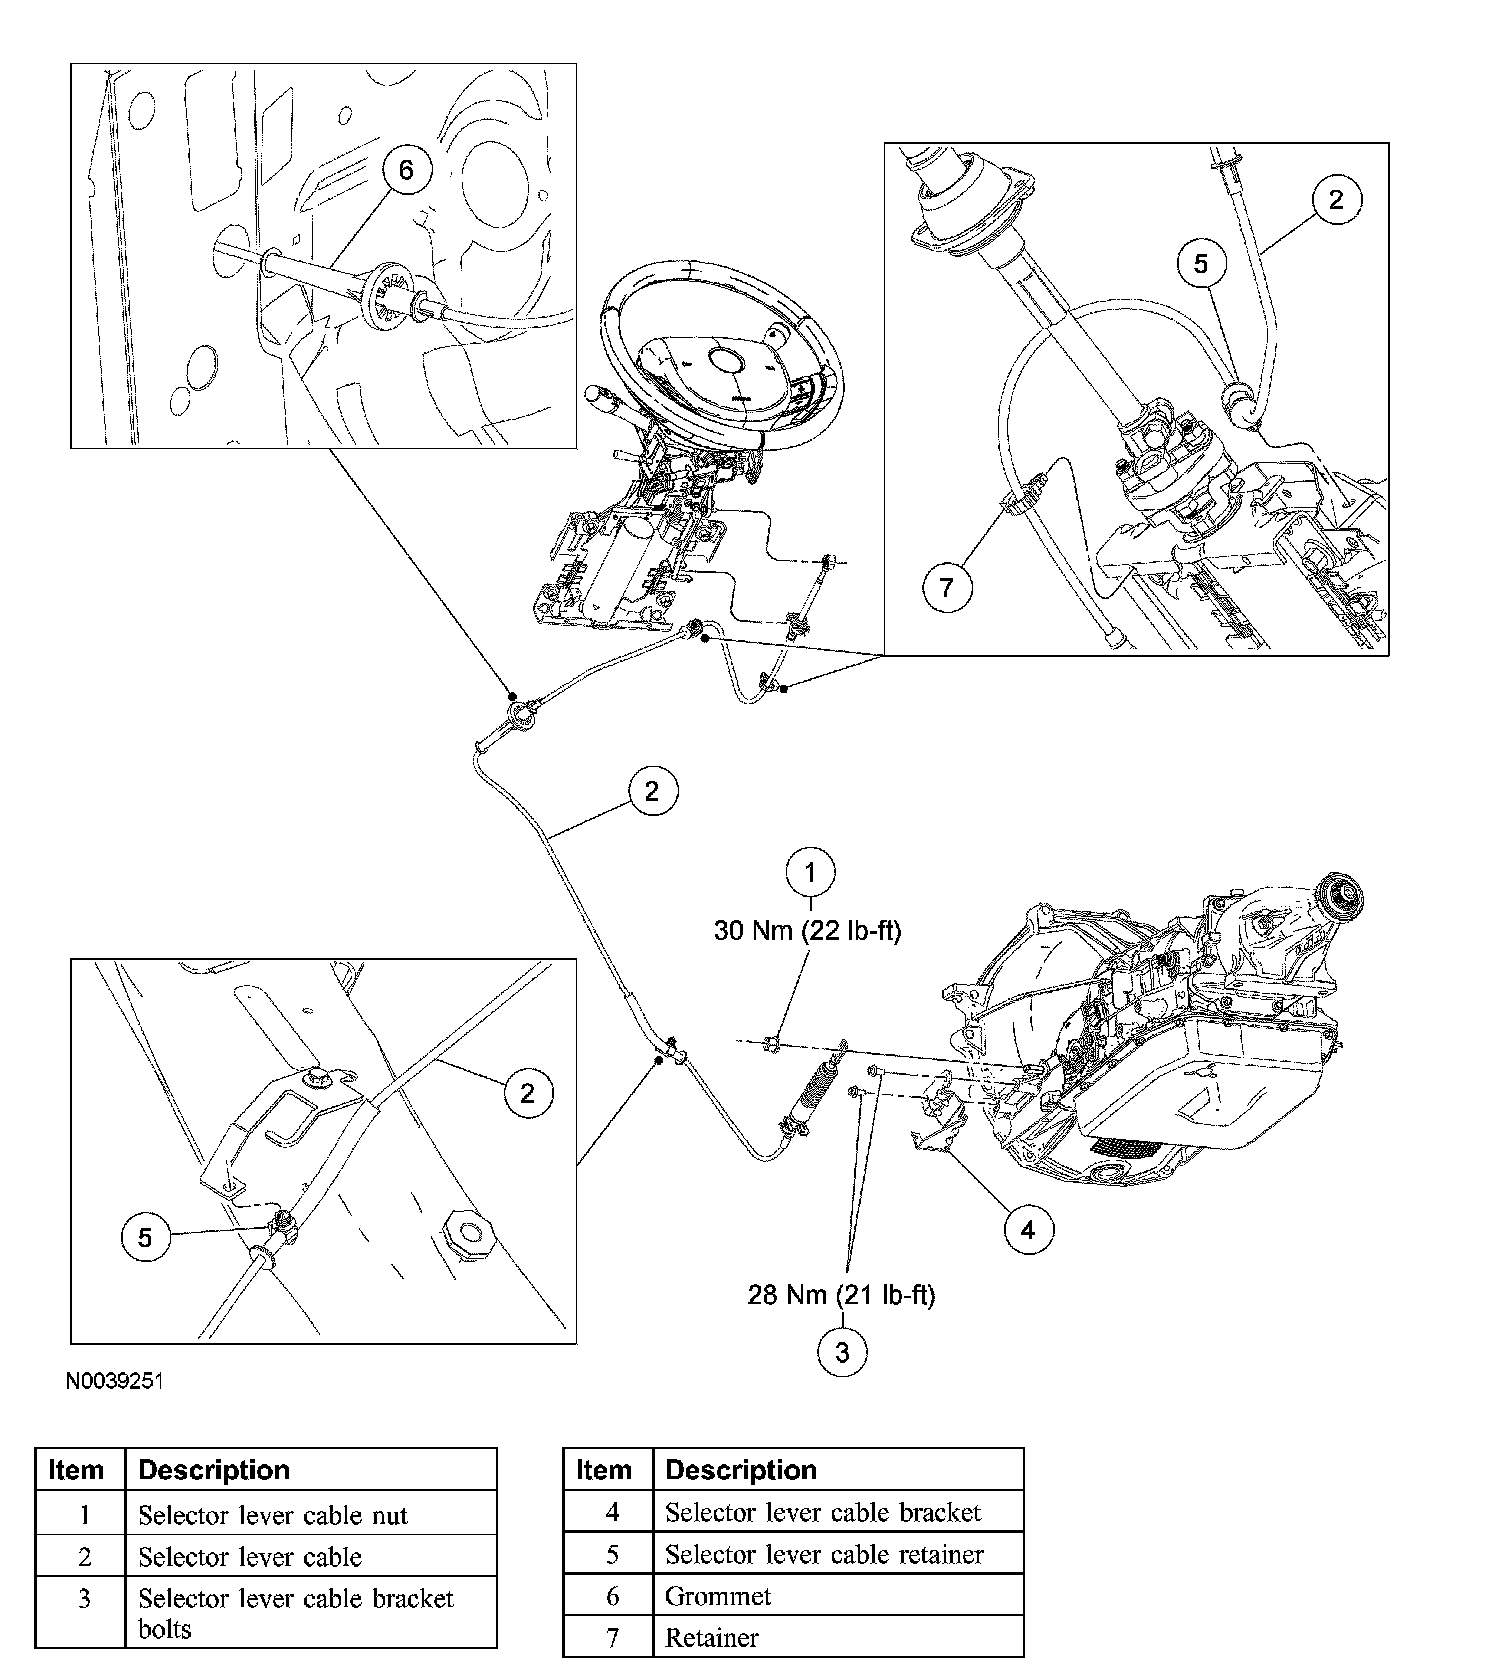 6
2
5
7
2
1
30 Nm (22 lb-ft)
2
5
4
28 Nm (21 lb-ft)
3
N0039251
Item Description
1 Selector lever cable nut
2 Selector lever cable
3 Selector lever cable bracket
bolts
Item Description
4 Selector lever cable bracket
5 Selector lever cable retainer
6 Grommet
7 Retainer